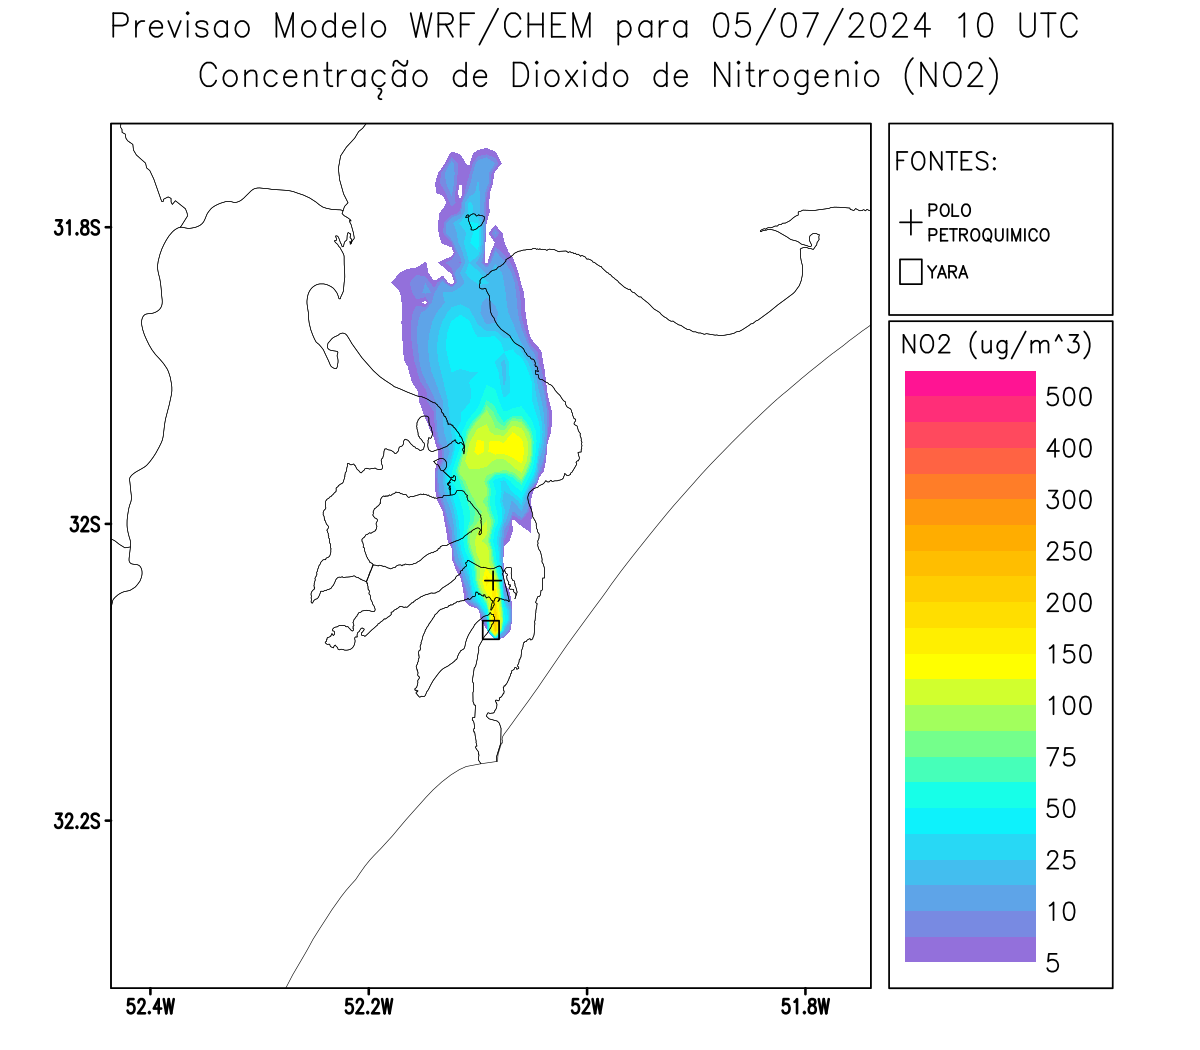 Previsao Modelo WRF/CHEM para 05/07/2024 10 UTC
Concentração de Dioxido de Nitrogenio (NO2)
FONTES:
POLO
PETROQUIMICO
YARA
NO2 (ug/m^3)
500
400
300
250
200
150
100
75
50
25
10
5
31.8S
32S
32.2S
52.4W
52.2W
52W
51.8W